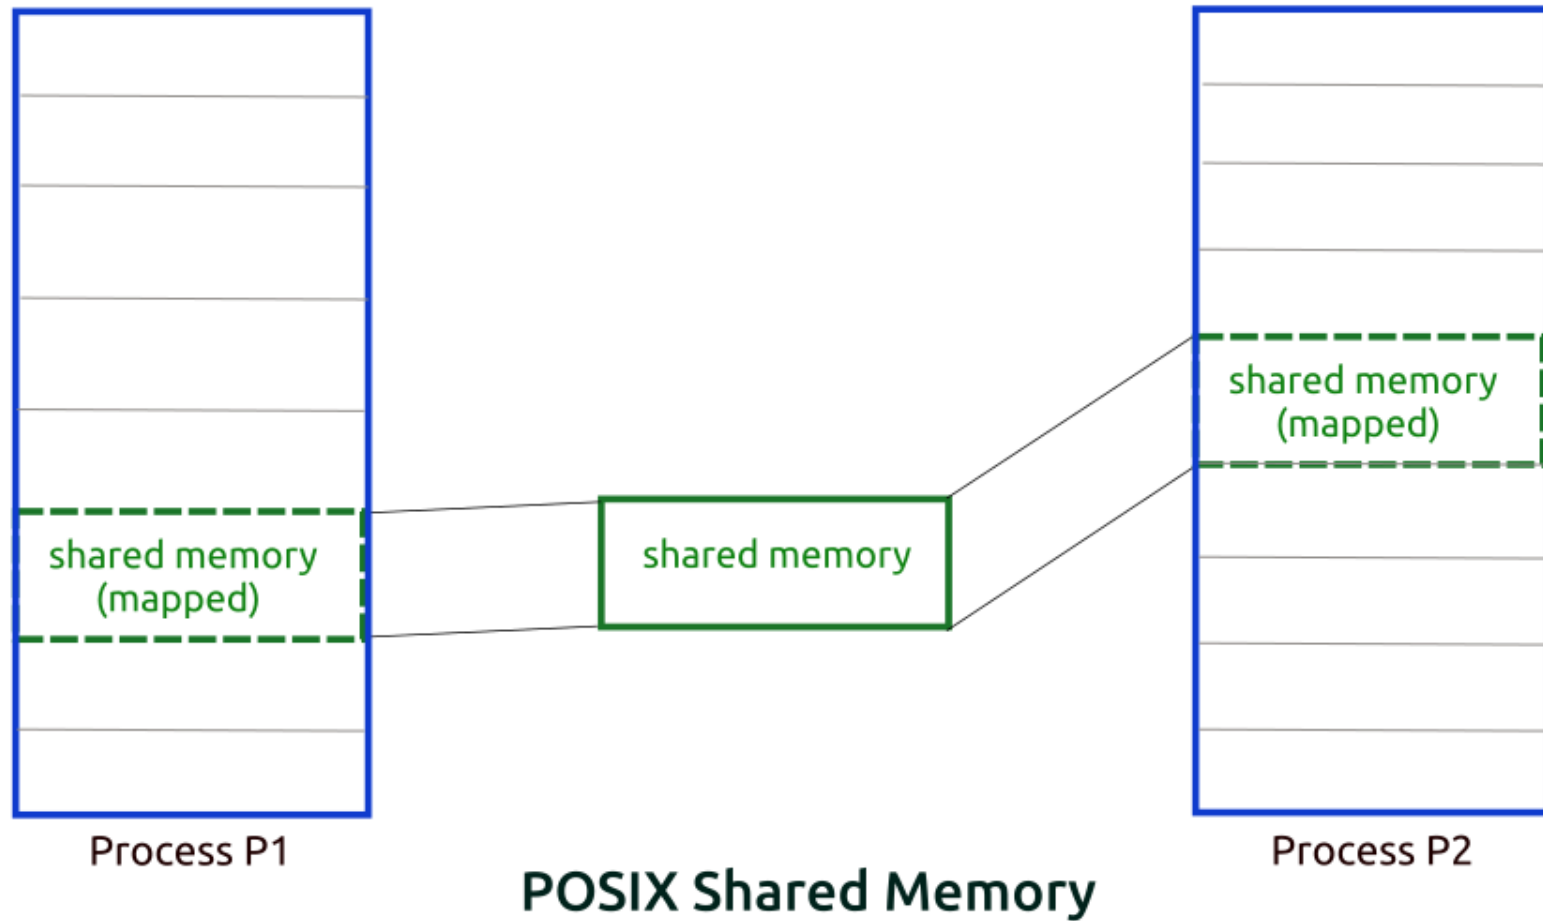 shared memory
(mapped)
shared memory
shared memory
(mapped)
Process P1
Process P2
POSIX Shared Memory